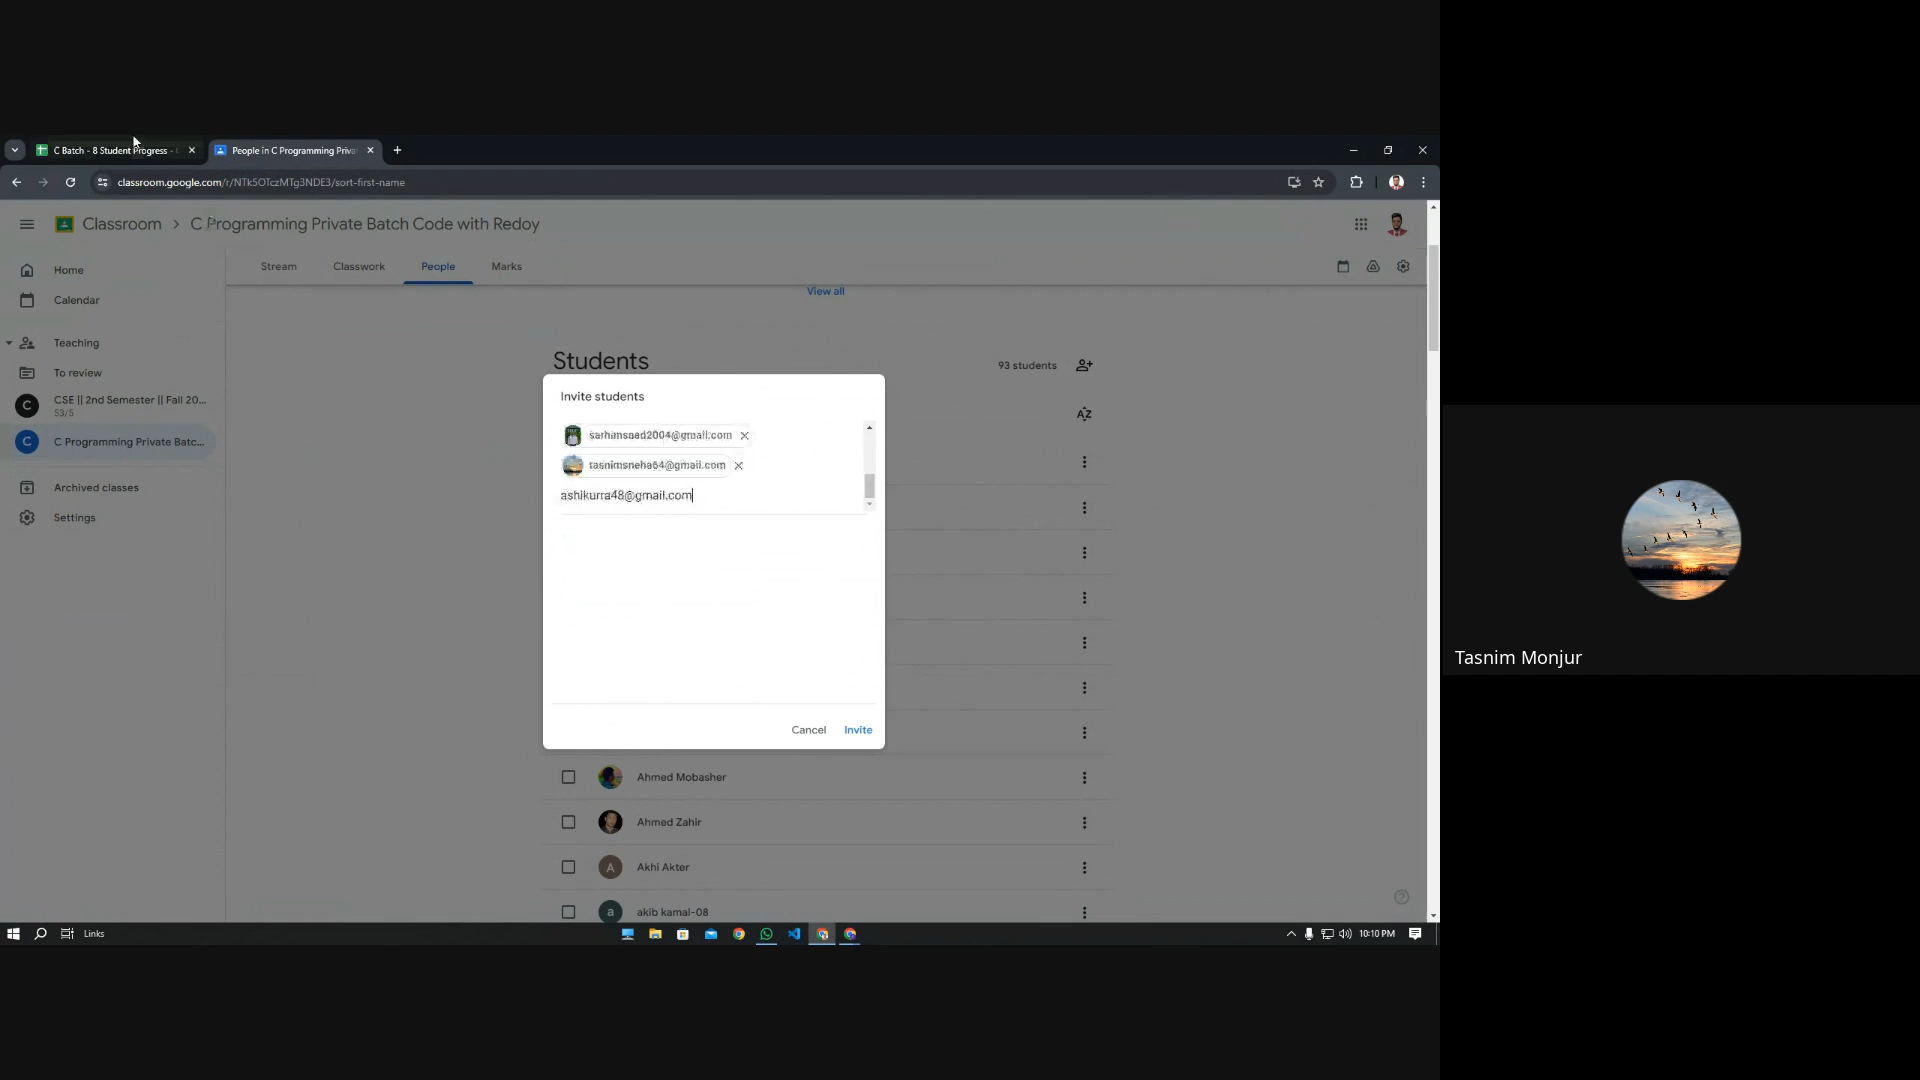 C Batch - 8 Student Progress -
People in C Programming Priva
classroom.google.com/r/NTk5OTczMTg3NDE3/sort-first-name
Classroom > C Programming Private Batch Code with Redoy
Home
Calendar
Teaching
To review
C
CSE || 2nd Semester || Fall 20...
53/5
C
C Programming Private Batc...
Archived classes
Settings
Stream
Classwork
People
Marks
View all
Students
93 students
AZ
Invite students
tasnimsneha64@gmail.com
ashikurra48@gmail.com
Cancel
Invite
Ahmed Mobasher
Ahmed Zahir
A
Akhi Akter
a
akib kamal-08
Tasnim Monjur
Links
10:10 PM